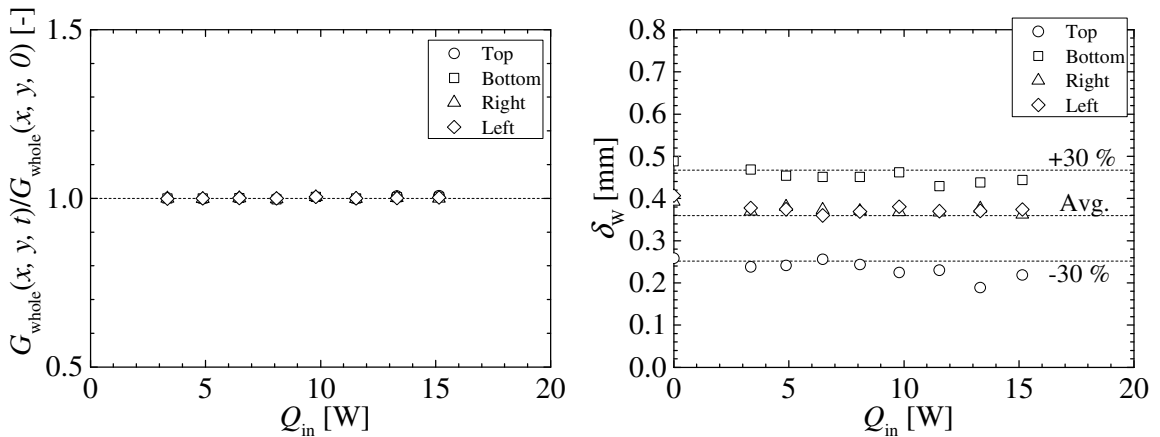 G_whole(x, y, t)/G_whole(x, y, 0) [-]
1.5
1.0
0.5
0
5
10
15
20
Q_in [W]
Top
Bottom
Right
Left
δ_w [mm]
0.8
0.7
0.6
0.5
0.4
0.3
0.2
0.1
0.0
0
5
10
15
20
Q_in [W]
Top
Bottom
Right
Left
+30 %
Avg.
-30 %